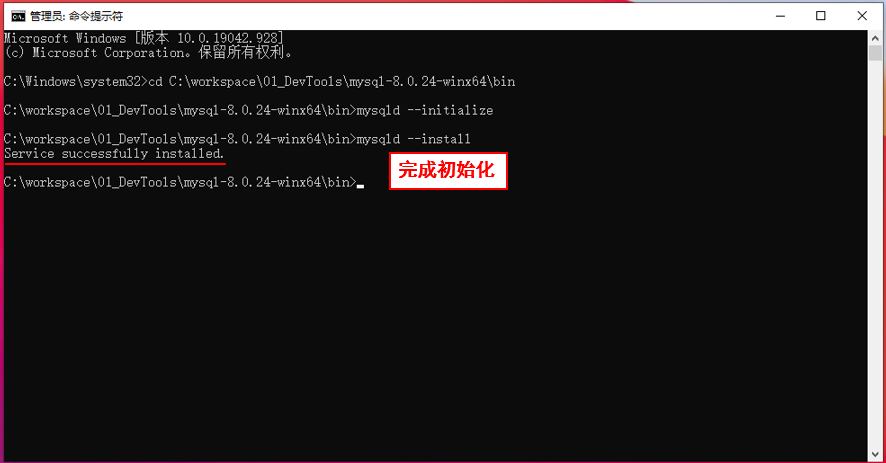 管理员: 命令提示符
Microsoft Windows [版本 10.0.19042.928]
(c) Microsoft Corporation。保留所有权利。
C:\Windows\system32>cd C:\workspace\01_DevTools\mysql-8.0.24-winx64\bin
C:\workspace\01_DevTools\mysql-8.0.24-winx64\bin>mysqld --initialize
C:\workspace\01_DevTools\mysql-8.0.24-winx64\bin>mysqld --install
Service successfully installed.
完成初始化
C:\workspace\01_DevTools\mysql-8.0.24-winx64\bin>